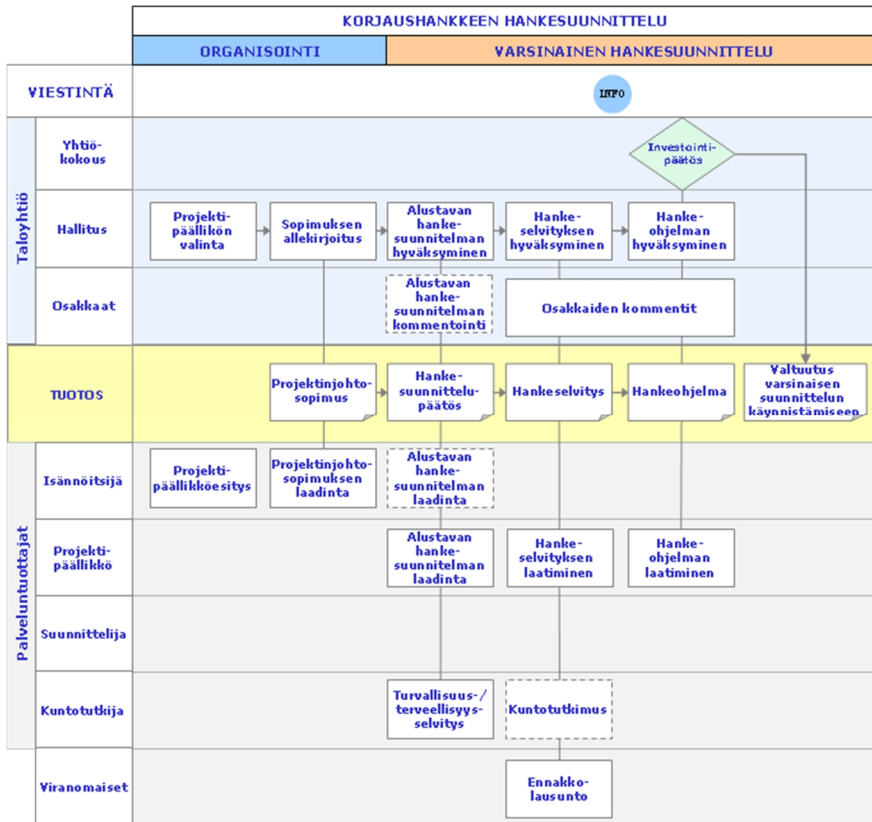 KORJAUSHANKKEEN HANKESUUNNITTELU
ORGANISOINTI
VARSINAINEN HANKESUUNNITTELU
VIESTINTÄ
INFO
Taloyhtiö
Yhtiö-
kokous
Investointi-
päätös
Hallitus
Projekti-
päällikön
valinta
Sopimuksen
allekirjoitus
Alustavan
hanke-
suunnitelman
hyväksyminen
Hanke-
selvityksen
hyväksyminen
Hanke-
ohjelman
hyväksyminen
Osakkaat
Alustavan
hanke-
suunnitelman
kommentointi
Osakkaiden kommentit
TUOTOS
Projektinjohto-
sopimus
Hanke-
suunnittelu-
päätös
Hankeselvitys
Hankeohjelma
Valtuutus
varsinaisen
suunnittelun
käynnistämiseen
Palveluntuottajat
Isännöitsijä
Projekti-
päällikköesitys
Projektinjohto-
sopimuksen
laadinta
Alustavan
hanke-
suunnitelman
laadinta
Projekti-
päällikkö
Alustavan
hanke-
suunnitelman
laadinta
Hanke-
selvityksen
laatiminen
Hanke-
ohjelman
laatiminen
Suunnittelija
Kuntotutkija
Turvallisuus-/
terveellisyys-
selvitys
Kuntotutkimus
Viranomaiset
Ennakko-
lausunto